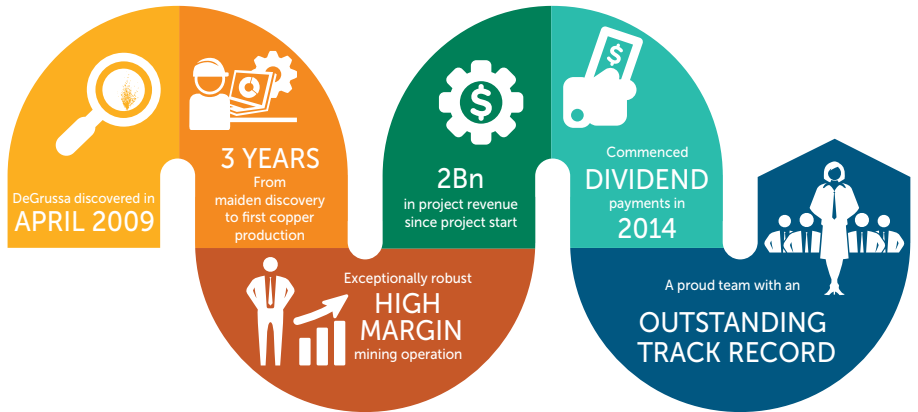 DeGrussa discovered in
APRIL 2009
3 YEARS
From
maiden discovery
to first copper
production
Exceptionally robust
HIGH
MARGIN
mining operation
$
2Bn
in project revenue
since project start
$
Commenced
DIVIDEND
payments in
2014
A proud team with an
OUTSTANDING
TRACK RECORD